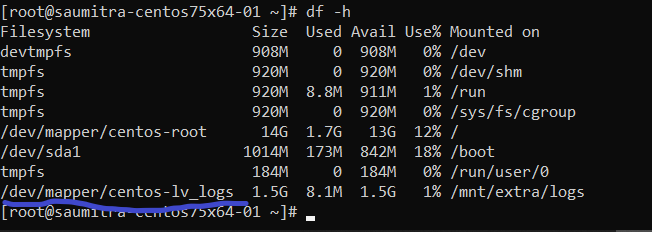 [root@saumitra-centos75x64-01 ~]# df -h
Filesystem Size Used Avail Use% Mounted on
devtmpfs 908M 0 908M 0% /dev
tmpfs 920M 0 920M 0% /dev/shm
tmpfs 920M 8.8M 911M 1% /run
tmpfs 920M 0 920M 0% /sys/fs/cgroup
/dev/mapper/centos-root 14G 1.7G 13G 12% /
/dev/sda1 1014M 173M 842M 18% /boot
tmpfs 184M 0 184M 0% /run/user/0
/dev/mapper/centos-lv_logs 1.5G 8.1M 1.5G 1% /mnt/extra/logs
[root@saumitra-centos75x64-01 ~]#